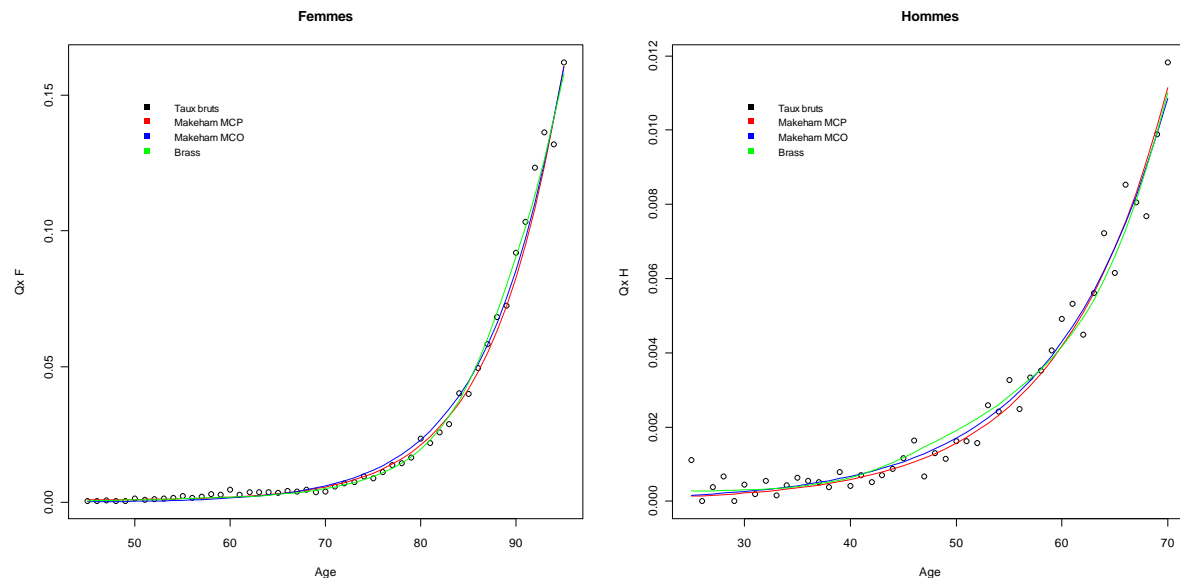 Femmes
Qx F
0.00
0.05
0.10
0.15
Taux bruts
Makeham MCP
Makeham MCO
Brass
50
60
70
80
90
Age
Hommes
Qx H
0.000
0.002
0.004
0.006
0.008
0.010
0.012
Taux bruts
Makeham MCP
Makeham MCO
Brass
30
40
50
60
70
Age